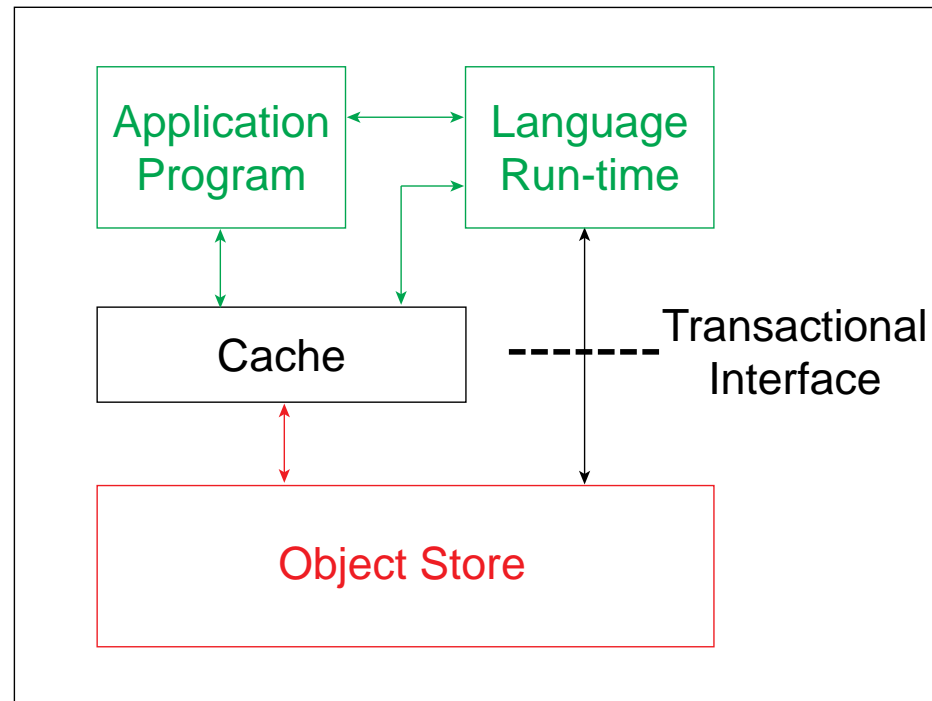 Application
Program
Language
Run-time
Cache
Transactional
Interface
Object Store